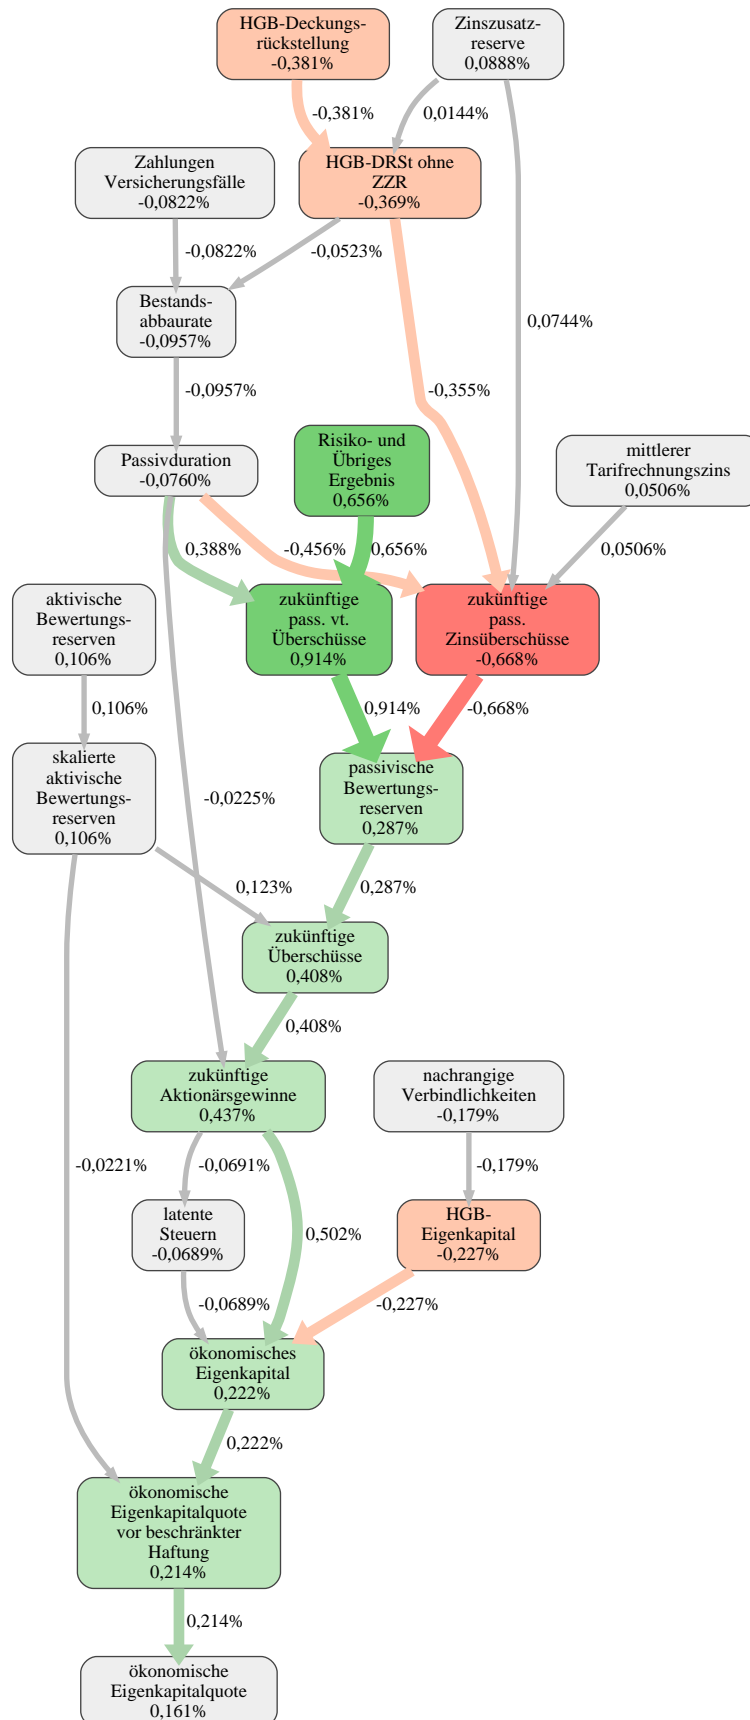 HGB-Deckungs-
rückstellung
-0,381%
Zinszusatz-
reserve
0,0888%
-0,381%
0,0144%
Zahlungen
Versicherungsfälle
-0,0822%
HGB-DRSt ohne
ZZR
-0,369%
-0,0822%
-0,0523%
Bestands-
abbaurate
-0,0957%
0,0744%
-0,0957%
-0,355%
Passivduration
-0,0760%
Risiko- und
Übriges
Ergebnis
0,656%
mittlerer
Tarifrechnungszins
0,0506%
0,388%
-0,456%
0,656%
0,0506%
aktivische
Bewertungs-
reserven
0,106%
zukünftige
pass. vt.
Überschüsse
0,914%
zukünftige
pass.
Zinsüberschüsse
-0,668%
0,106%
0,914%
-0,668%
skalierte
aktivische
Bewertungs-
reserven
0,106%
-0,0225%
passivische
Bewertungs-
reserven
0,287%
0,123%
0,287%
zukünftige
Überschüsse
0,408%
0,408%
zukünftige
Aktionärsgewinne
0,437%
nachrangige
Verbindlichkeiten
-0,179%
-0,0221%
-0,0691%
-0,179%
latente
Steuern
-0,0689%
0,502%
HGB-
Eigenkapital
-0,227%
-0,0689%
-0,227%
ökonomisches
Eigenkapital
0,222%
0,222%
ökonomische
Eigenkapitalquote
vor beschränkter
Haftung
0,214%
0,214%
ökonomische
Eigenkapitalquote
0,161%